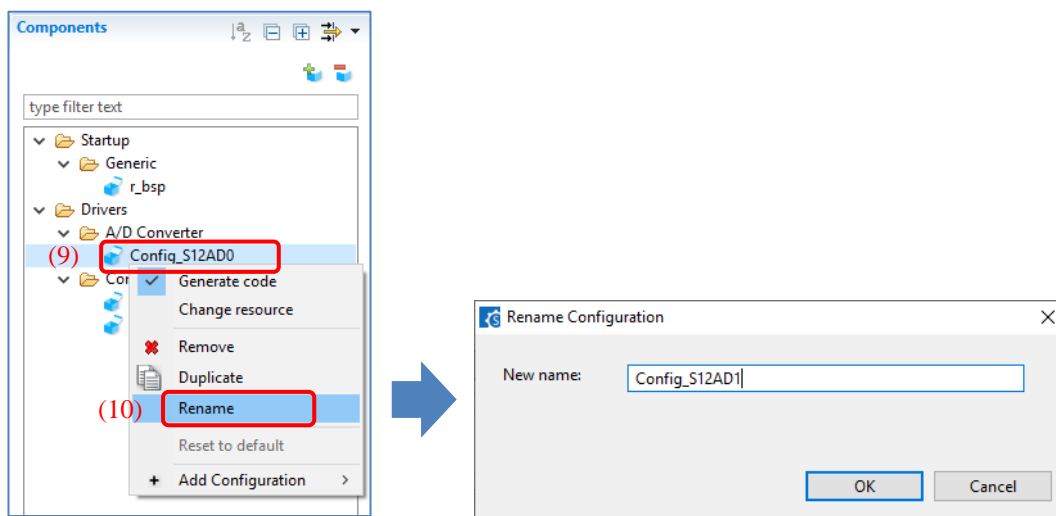 Components
type filter text
Startup
Generic
r_bsp
Drivers
A/D Converter
(9)
Config_S12AD0
Cor
Generate code
Change resource
Remove
Duplicate
(10)
Rename
Reset to default
Add Configuration
Rename Configuration
New name:
Config_S12AD1
OK
Cancel